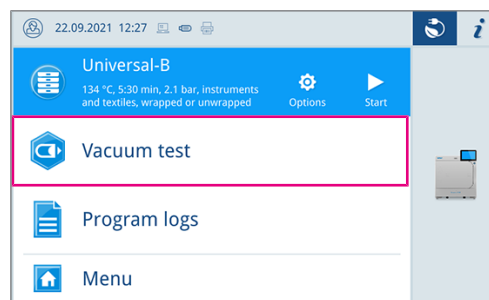 22.09.2021 12:27
i
Universal-B
134 °C, 5:30 min, 2.1 bar, instruments
and textiles, wrapped or unwrapped
Options
Start
Vacuum test
Program logs
Menu